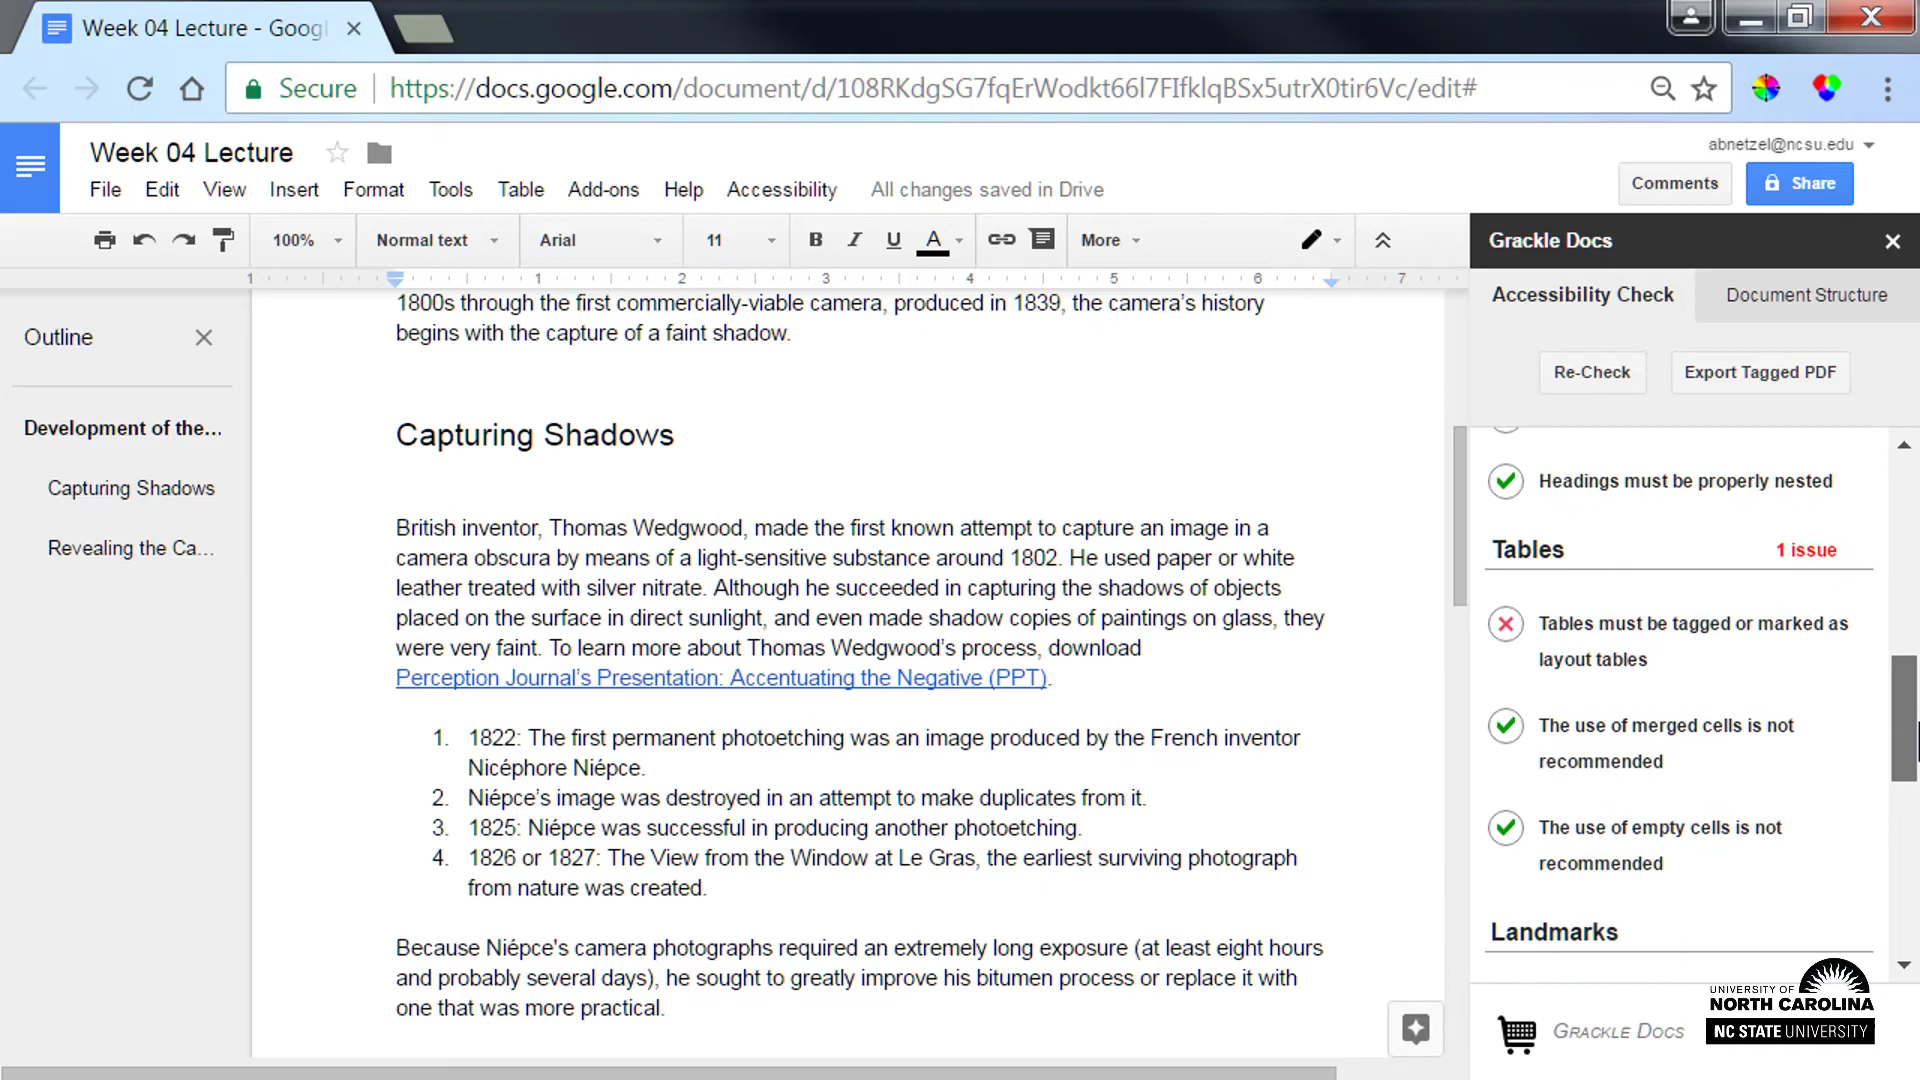 Week 04 Lecture - Googl
Secure
https://docs.google.com/document/d/108RKdgSG7fqErWodkt66l7FIfklqBSx5utrX0tir6Vc/edit#
Week 04 Lecture
abnetzel@ncsu.edu
File Edit View Insert Format Tools Table Add-ons Help Accessibility All changes saved in Drive
Comments
Share
100% Normal text Arial 11 B I U A More
1 1 2 3 4 5 6 7
Outline
Development of the...
Capturing Shadows
Revealing the Ca...
1800s through the first commercially-viable camera, produced in 1839, the camera’s history
begins with the capture of a faint shadow.
Capturing Shadows
British inventor, Thomas Wedgwood, made the first known attempt to capture an image in a
camera obscura by means of a light-sensitive substance around 1802. He used paper or white
leather treated with silver nitrate. Although he succeeded in capturing the shadows of objects
placed on the surface in direct sunlight, and even made shadow copies of paintings on glass, they
were very faint. To learn more about Thomas Wedgwood’s process, download
Perception Journal’s Presentation: Accentuating the Negative (PPT).
1. 1822: The first permanent photoetching was an image produced by the French inventor
Nicéphore Niépce.
2. Niépce’s image was destroyed in an attempt to make duplicates from it.
3. 1825: Niépce was successful in producing another photoetching.
4. 1826 or 1827: The View from the Window at Le Gras, the earliest surviving photograph
from nature was created.
Because Niépce's camera photographs required an extremely long exposure (at least eight hours
and probably several days), he sought to greatly improve his bitumen process or replace it with
one that was more practical.
Grackle Docs
Accessibility Check
Document Structure
Re-Check
Export Tagged PDF
Headings must be properly nested
Tables
1 issue
Tables must be tagged or marked as
layout tables
The use of merged cells is not
recommended
The use of empty cells is not
recommended
Landmarks
GRACKLE DOCS
UNIVERSITY OF
NORTH CAROLINA
NC STATE UNIVERSITY